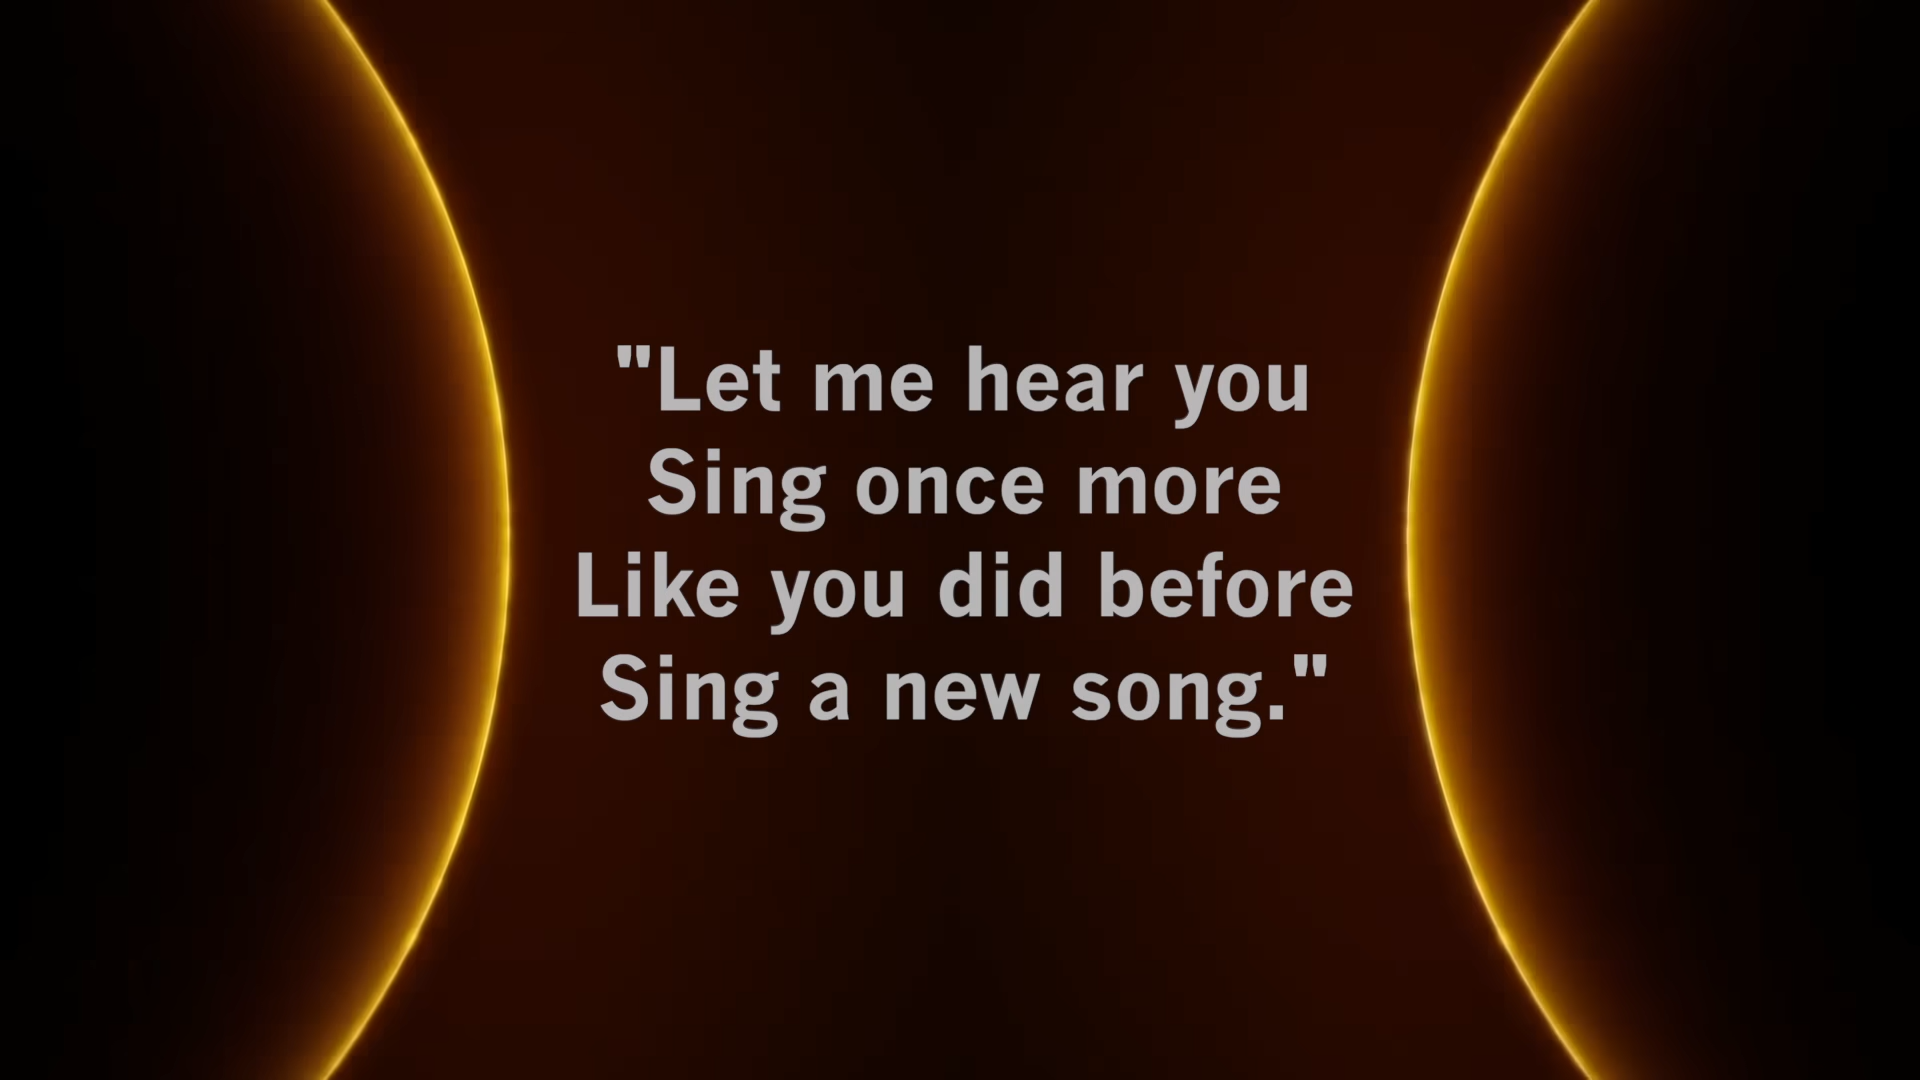 "Let me hear you
Sing once more
Like you did before
Sing a new song."